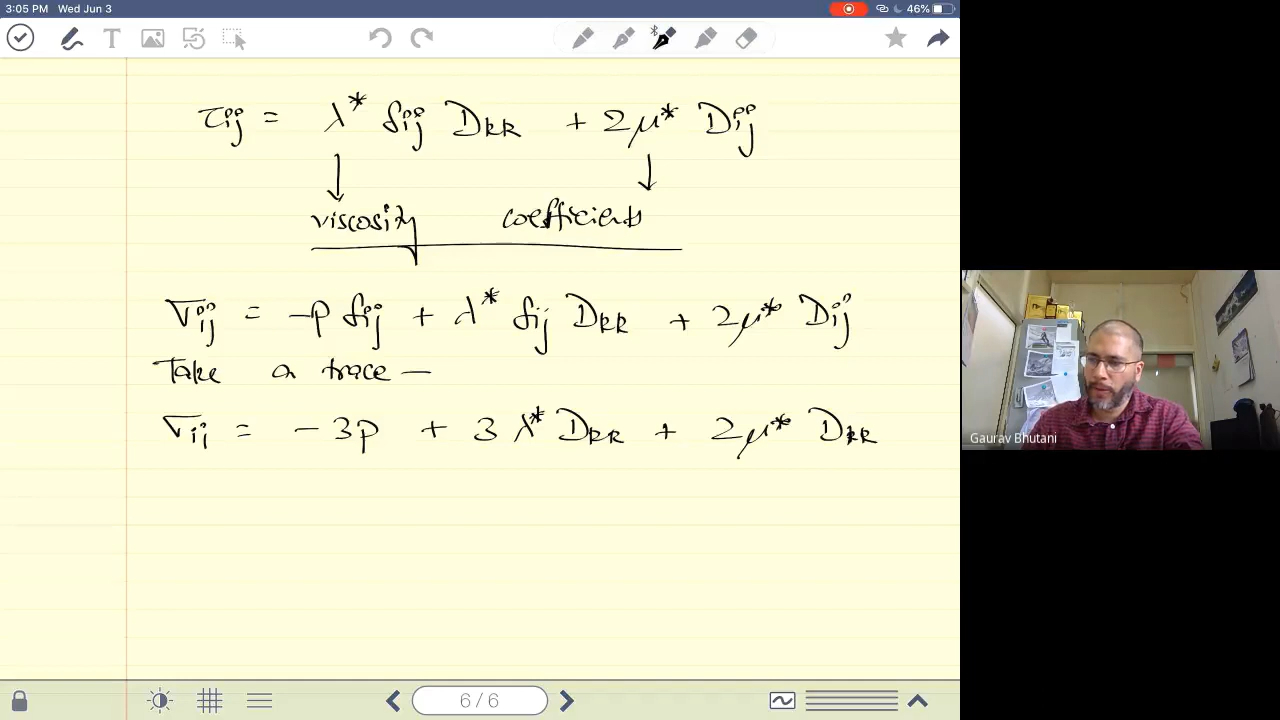 3:05 PM Wed Jun 3
46%
τij = λ* δij Dkk + 2μ* Dij
viscosity coefficients
σij = -p δij + λ* δij Dkk + 2μ* Dij
Take a trace —
σii = - 3p + 3 λ* Dkk + 2μ* Dkk
Gaurav Bhutani
6 / 6